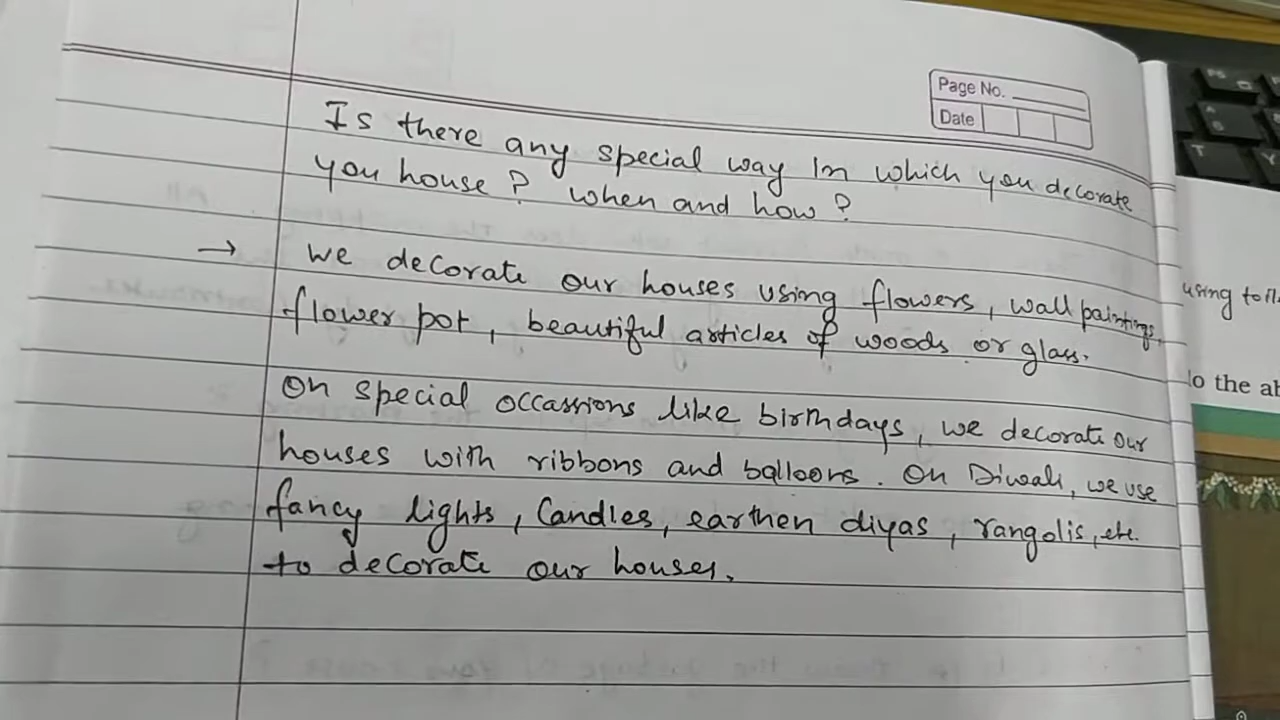 Page No.
Date
Is there any special way In which you decorate
you house? when and how?
→ we decorate our houses using flowers, wall paintings,
flower pot, beautiful articles of woods or glass.
On special occassions like birthdays, we decorate our
houses with ribbons and balloons. On Diwali, we use
fancy lights, Candles, earthen diyas, rangolis, etc.
to decorate our houses.
using to
to the
T
Y